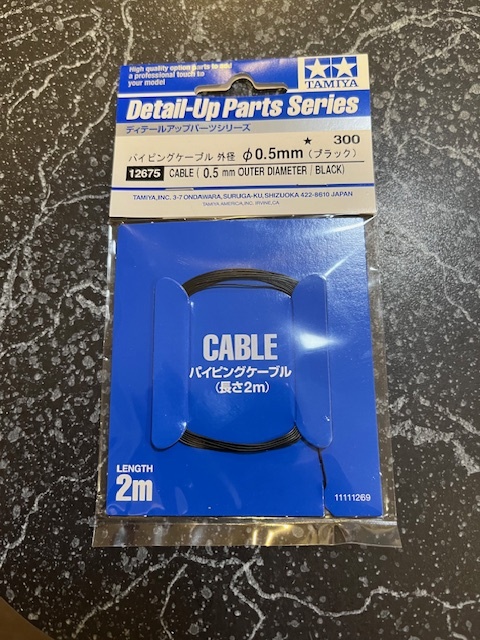 High quality option parts to add
a professional touch to
your model
TAMIYA
Detail-Up Parts Series
ディテールアップパーツシリーズ
★ 300
パイピングケーブル 外径 φ0.5mm (ブラック)
12675 CABLE ( 0.5 mm OUTER DIAMETER / BLACK)
TAMIYA, INC. 3-7 ONDAWARA, SURUGA-KU, SHIZUOKA 422-8610 JAPAN
TAMIYA AMERICA, INC. IRVINE, CA
CABLE
パイピングケーブル
(長さ2m)
LENGTH
2m
11111269